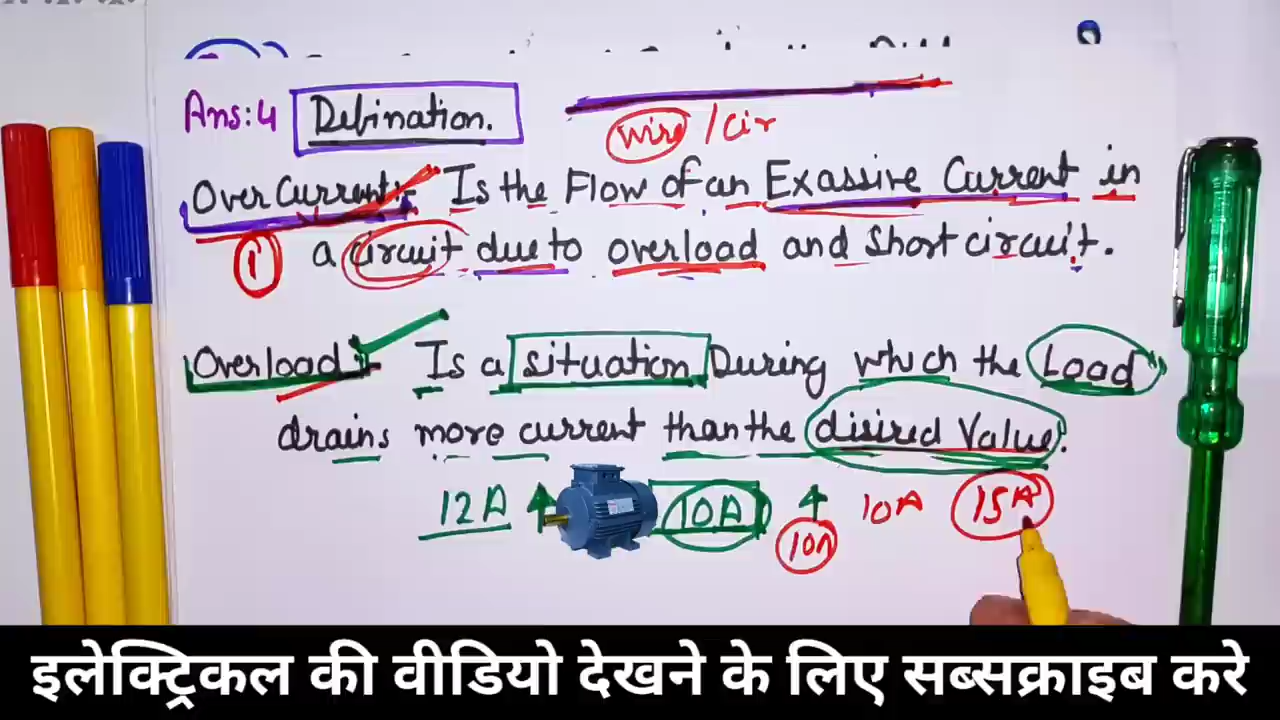 Ans:4 Defination.
wire / cir
Over Current:- Is the Flow of an Exassive Current in
1 a circuit due to overload and short circuit.
Overload:- Is a situation During which the Load
drains more current than the disired Value.
12A 10A 10A 15A
इलेक्ट्रिकल की वीडियो देखने के लिए सब्सक्राइब करे